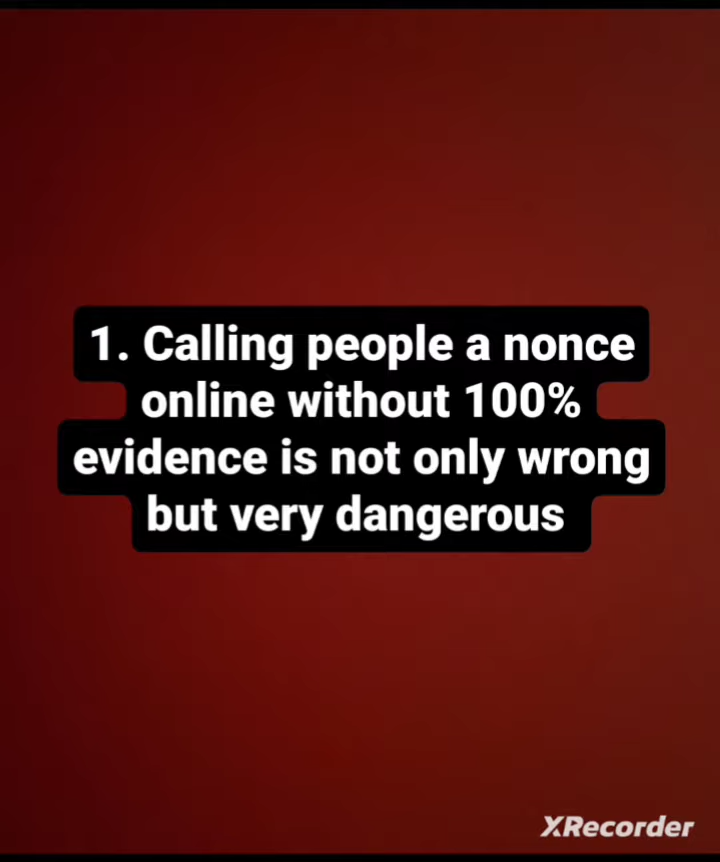 1. Calling people a nonce
online without 100%
evidence is not only wrong
but very dangerous
XRecorder